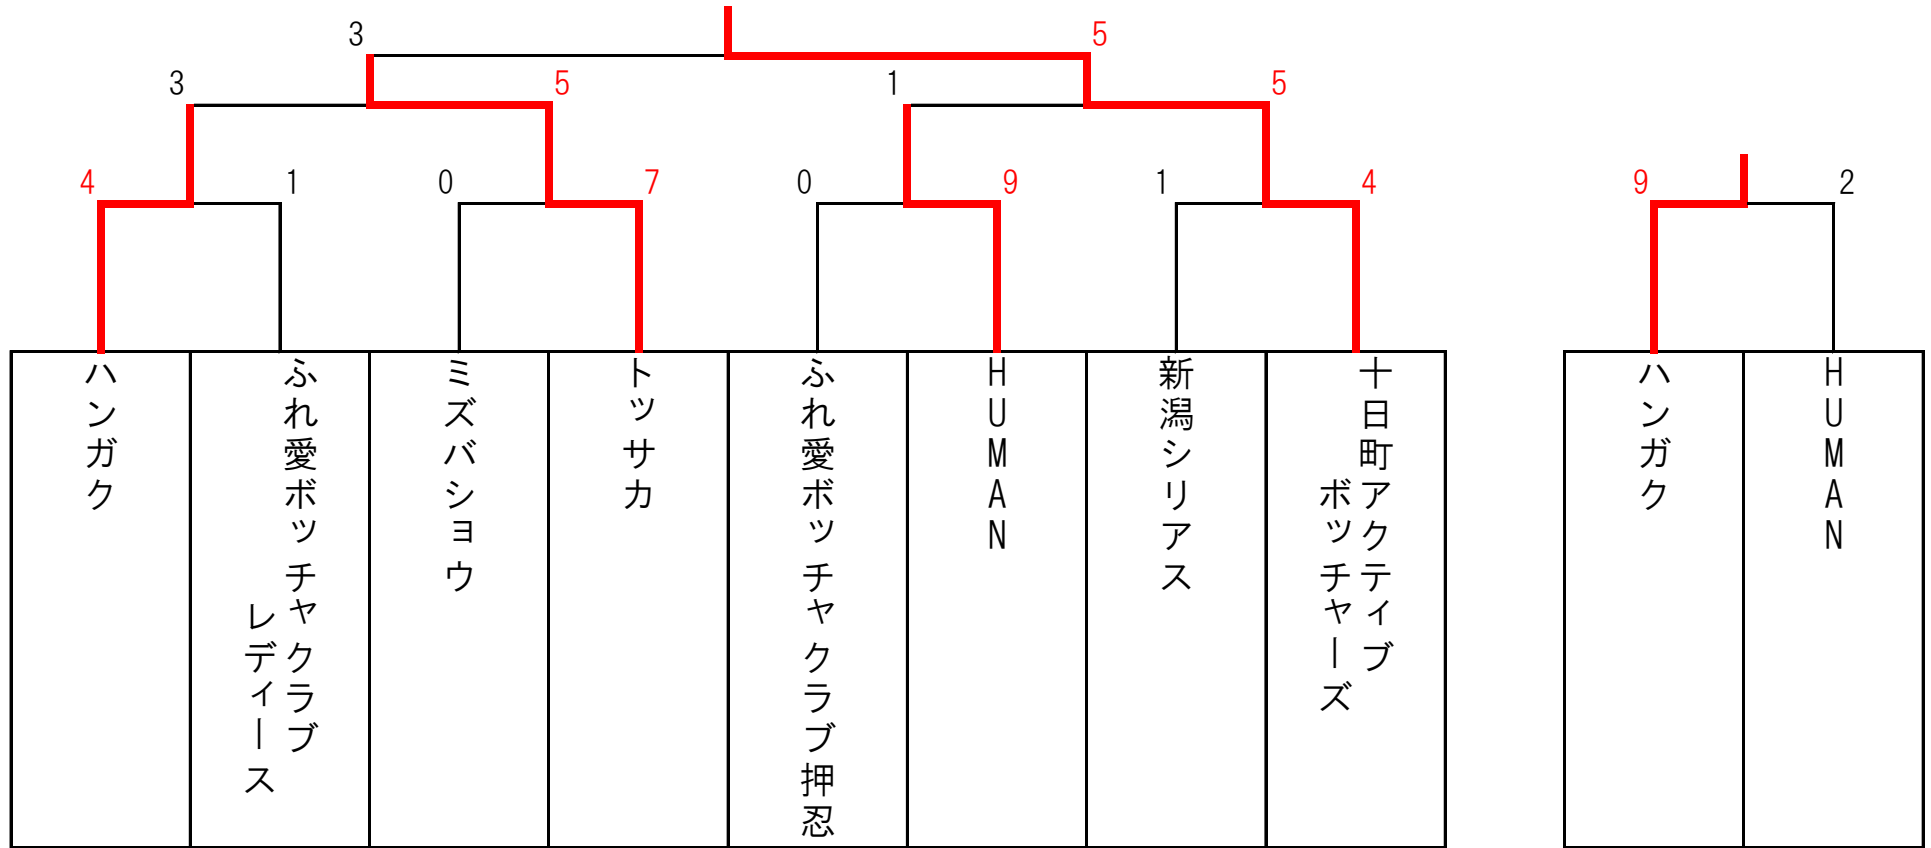 3
5
3
5
1
5
4
1
0
7
0
9
1
4
9
2
ハンガク
ふれ愛ボッチャクラブ
レディース
ミズバショウ
トッサカ
ふれ愛ボッチャクラブ押忍
HUMAN
新潟シリアス
十日町アクティブ
ボッチャーズ
ハンガク
HUMAN